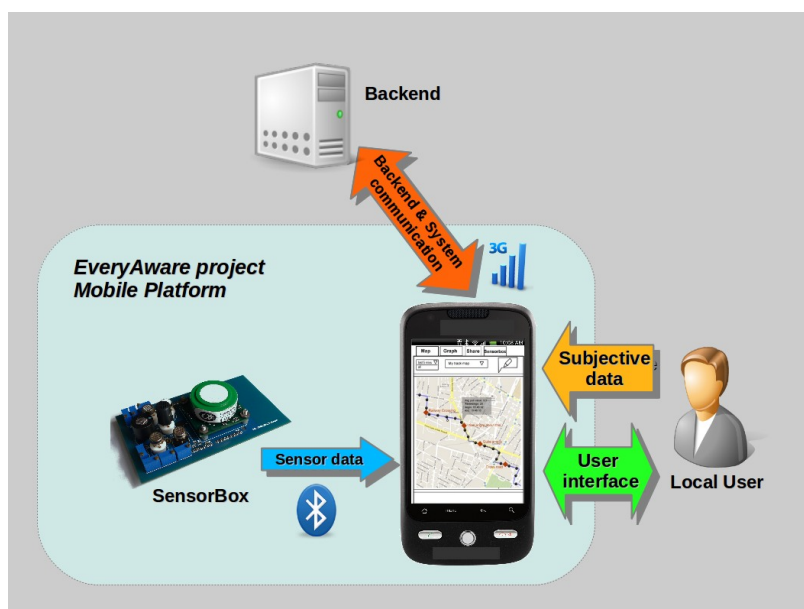 Backend
Backend & System
communication
3G
EveryAware project
Mobile Platform
Map Graph Share Sensorbox
Subjective
data
Sensor data
SensorBox
User
interface
Local User